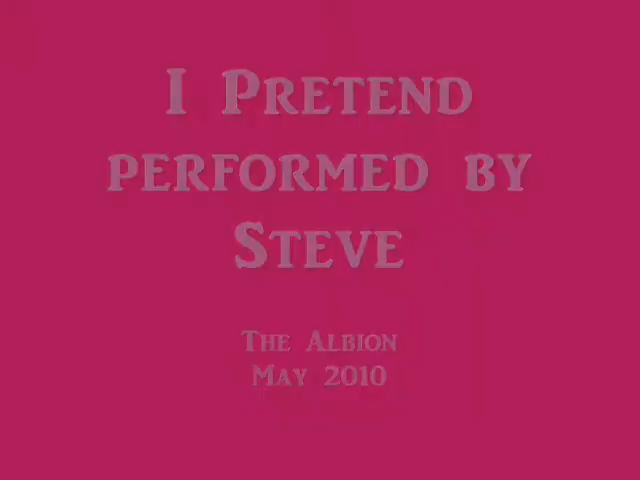 I Pretend
performed by
Steve
The Albion
May 2010